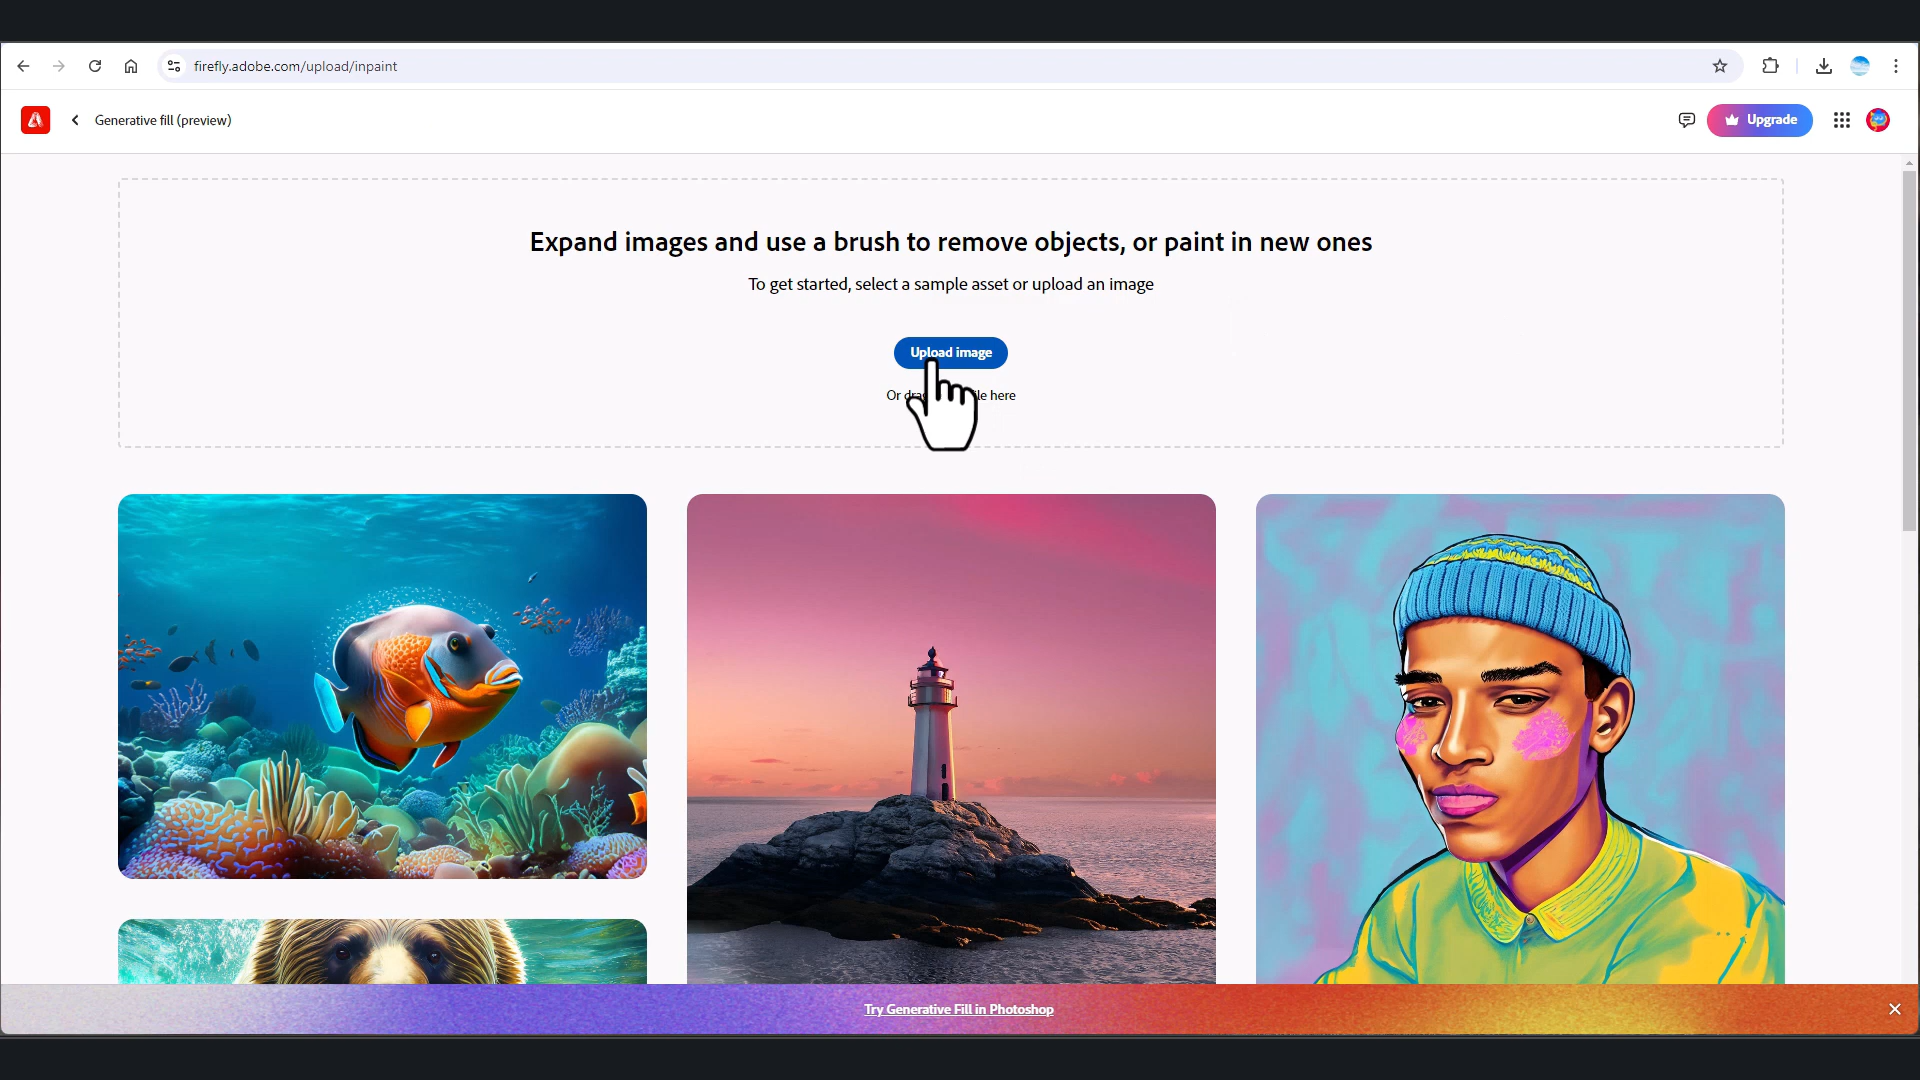 firefly.adobe.com/upload/inpaint
Generative fill (preview)
Upgrade
Expand images and use a brush to remove objects, or paint in new ones
To get started, select a sample asset or upload an image
Upload image
Or here
Try Generative Fill in Photoshop